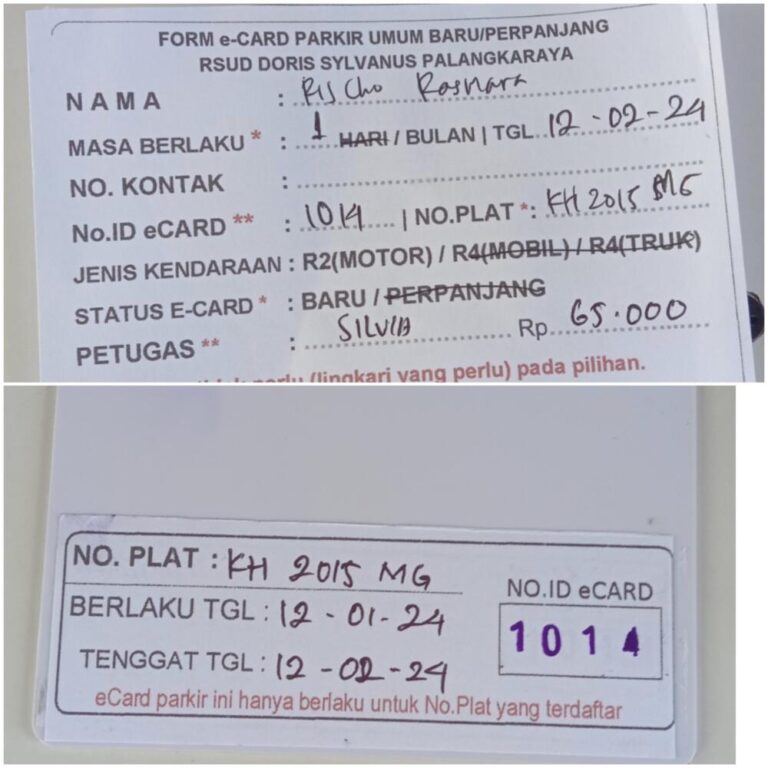 FORM e-CARD PARKIR UMUM BARU/PERPANJANG
RSUD DORIS SYLVANUS PALANGKARAYA
NAMA : Rischo Rasnara
MASA BERLAKU * : 1 HARI / BULAN | TGL 12-02-24
NO. KONTAK :
No.ID eCARD ** : 1014 | NO.PLAT *: KH 2015 MG
JENIS KENDARAAN : R2(MOTOR) / R4(MOBIL) / R4(TRUK)
STATUS E-CARD * : BARU / PERPANJANG
PETUGAS ** : SILVIA Rp 65.000
perlu (lingkari yang perlu) pada pilihan.
NO. PLAT : KH 2015 MG
BERLAKU TGL : 12-01-24
TENGGAT TGL : 12-02-24
NO.ID eCARD
1014
eCard parkir ini hanya berlaku untuk No.Plat yang terdaftar